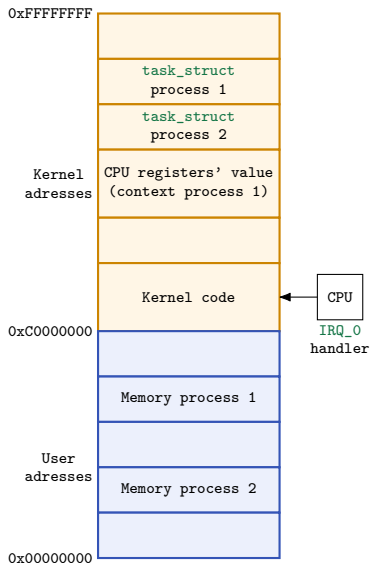 0xFFFFFFFF
task_struct
process 1
task_struct
process 2
Kernel
adresses
CPU registers' value
(context process 1)
Kernel code
CPU
IRQ_0
handler
0xC0000000
Memory process 1
User
adresses
Memory process 2
0x00000000